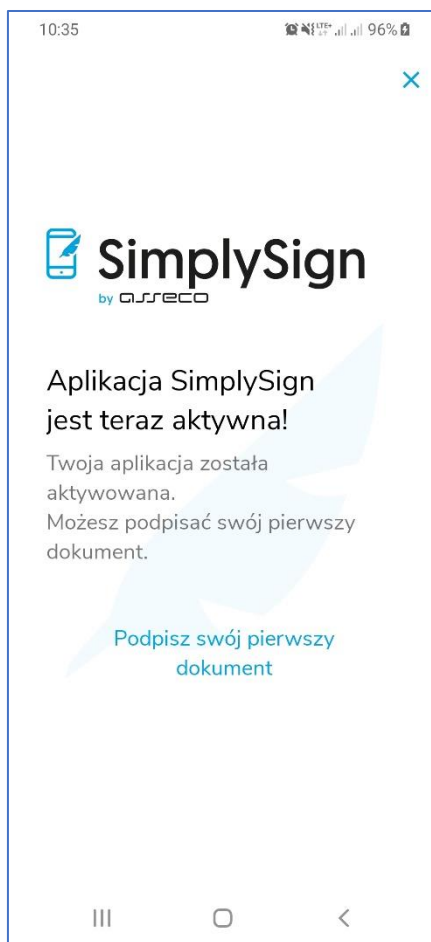 10:35
LTE+ 96%
SimplySign
by asseco
Aplikacja SimplySign
jest teraz aktywna!
Twoja aplikacja została
aktywowana.
Możesz podpisać swój pierwszy
dokument.
Podpisz swój pierwszy
dokument